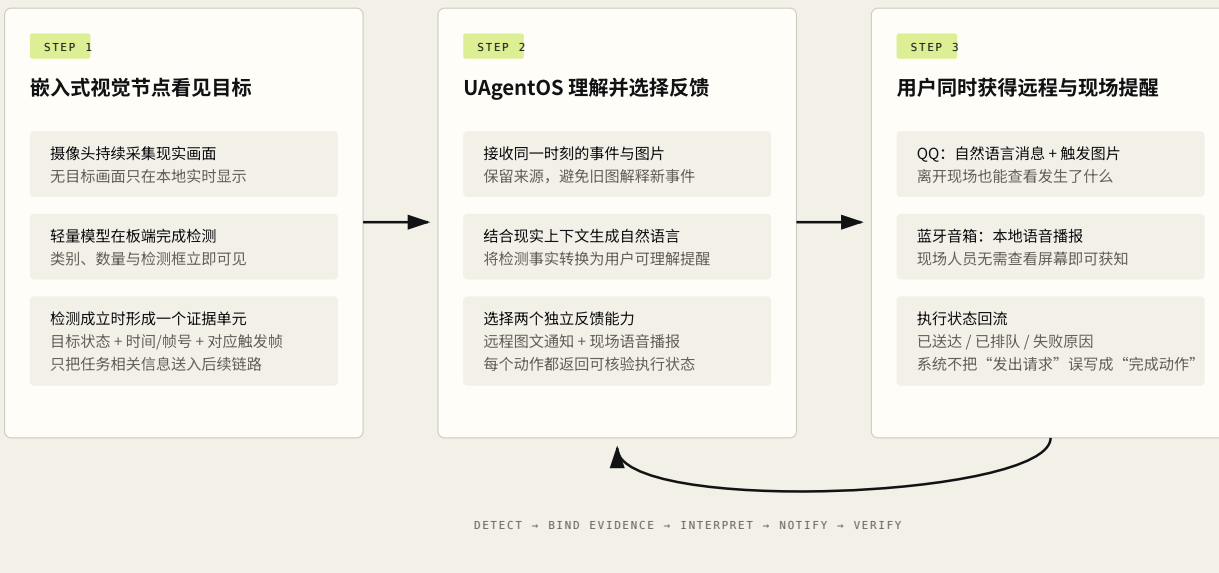 STEP 1
嵌入式视觉节点看见目标
摄像头持续采集现实画面
无目标画面只在本地实时显示
轻量模型在板端完成检测
类别、数量与检测框立即可见
检测成立时形成一个证据单元
目标状态 + 时间/帧号 + 对应触发帧
只把任务相关信息送入后续链路
STEP 2
UAgentOS 理解并选择反馈
接收同一时刻的事件与图片
保留来源，避免旧图解释新事件
结合现实上下文生成自然语言
将检测事实转换为用户可理解提醒
选择两个独立反馈能力
远程图文通知 + 现场语音播报
每个动作都返回可核验执行状态
STEP 3
用户同时获得远程与现场提醒
QQ：自然语言消息 + 触发图片
离开现场也能查看发生了什么
蓝牙音箱：本地语音播报
现场人员无需查看屏幕即可获知
执行状态回流
已送达 / 已排队 / 失败原因
系统不把“发出请求”误写成“完成动作”
DETECT → BIND EVIDENCE → INTERPRET → NOTIFY → VERIFY